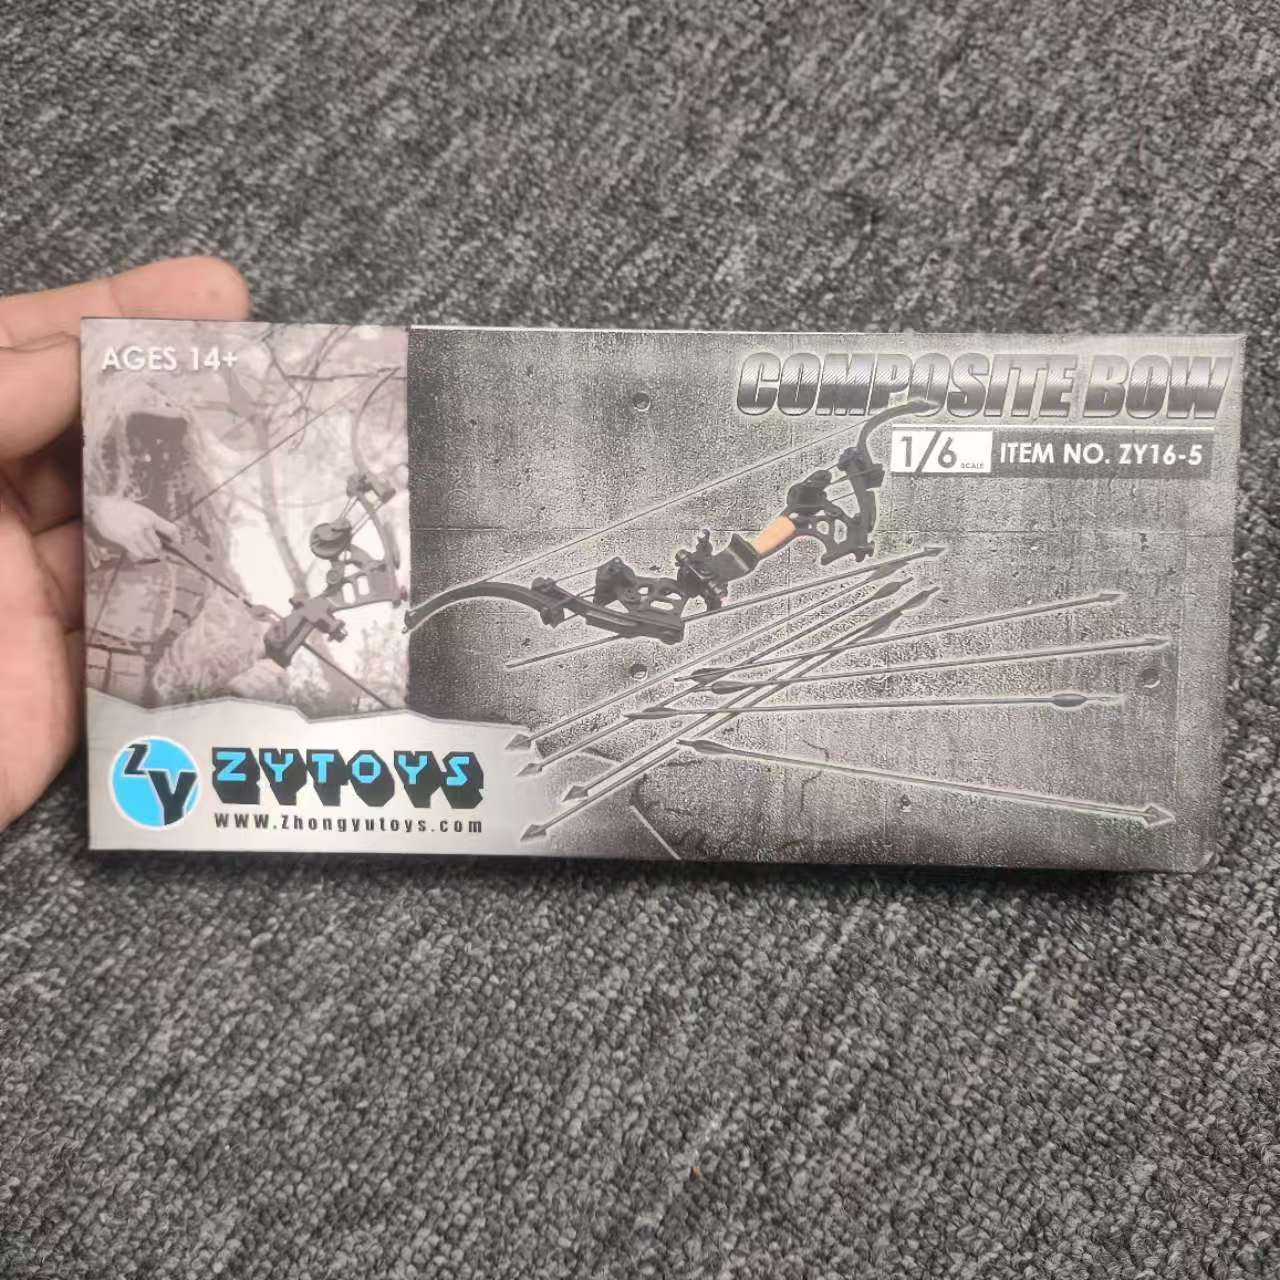 AGES 14+
COMPOSITE BOW
1/6 SCALE ITEM NO. ZY16-5
ZY ZYTOYS
WWW.Zhongyutoys.com